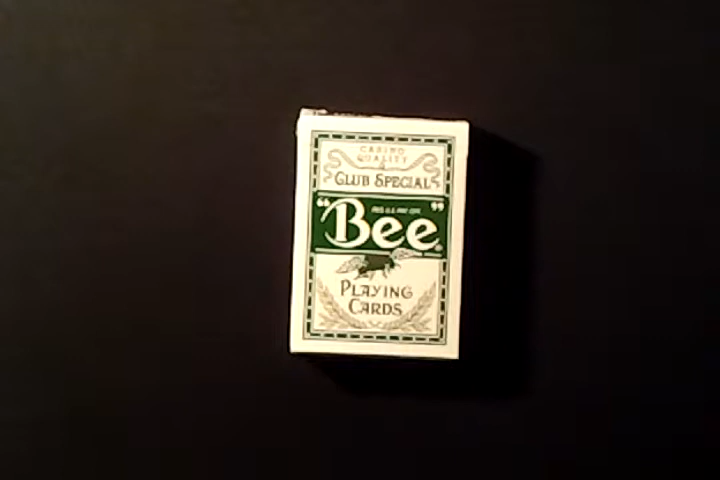 CASINO
QUALITY
CLUB SPECIAL
"Bee"®
PLAYING
CARDS